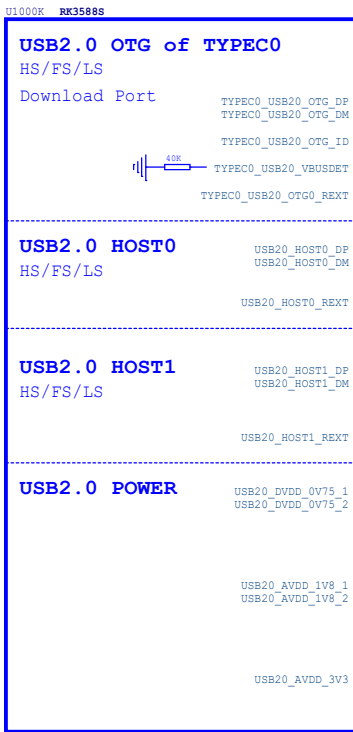 U1000K RK3588S
USB2.0 OTG of TYPEC0
HS/FS/LS
Download Port
TYPEC0_USB20_OTG_DP
TYPEC0_USB20_OTG_DM
TYPEC0_USB20_OTG_ID
40K
TYPEC0_USB20_VBUSDET
TYPEC0_USB20_OTG0_REXT
USB2.0 HOST0
HS/FS/LS
USB20_HOST0_DP
USB20_HOST0_DM
USB20_HOST0_REXT
USB2.0 HOST1
HS/FS/LS
USB20_HOST1_DP
USB20_HOST1_DM
USB20_HOST1_REXT
USB2.0 POWER
USB20_DVDD_0V75_1
USB20_DVDD_0V75_2
USB20_AVDD_1V8_1
USB20_AVDD_1V8_2
USB20_AVDD_3V3